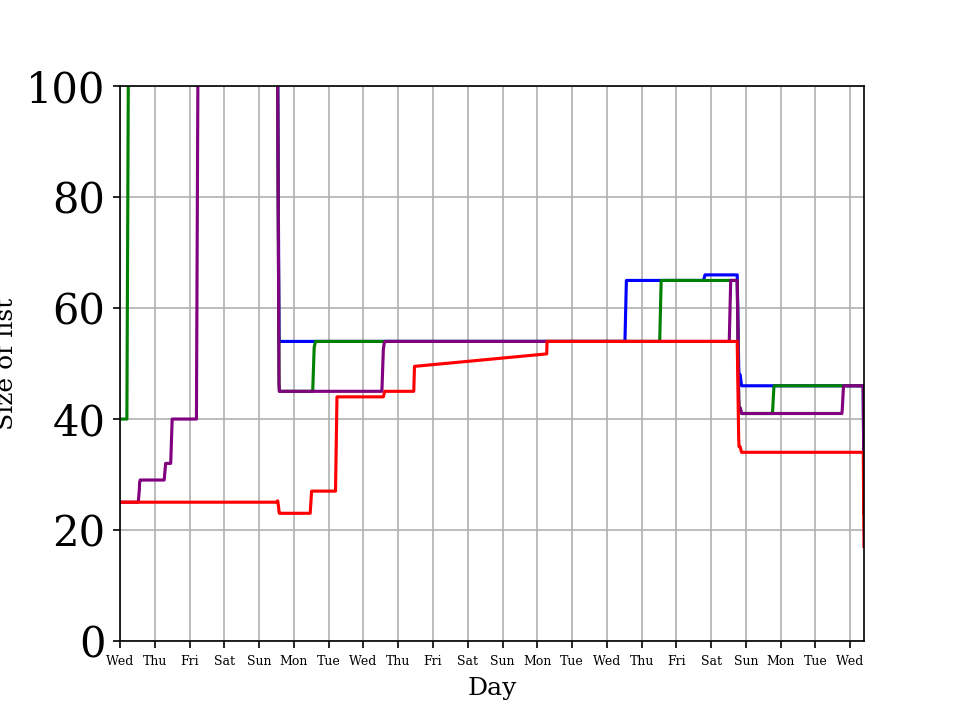 100
80
60
40
20
0
Size of list
Wed Thu Fri Sat Sun Mon Tue Wed Thu Fri Sat Sun Mon Tue Wed Thu Fri Sat Sun Mon Tue Wed
Day